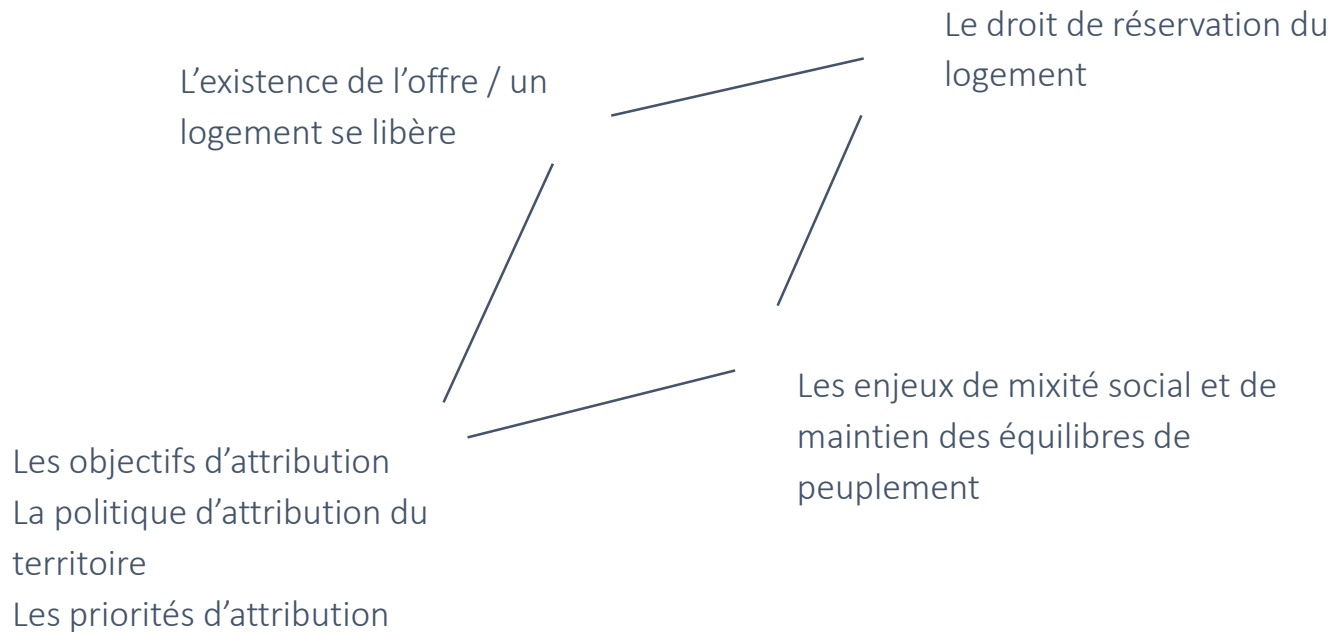 L’existence de l’offre / un
logement se libère
Le droit de réservation du
logement
Les enjeux de mixité social et de
maintien des équilibres de
peuplement
Les objectifs d’attribution
La politique d’attribution du
territoire
Les priorités d’attribution